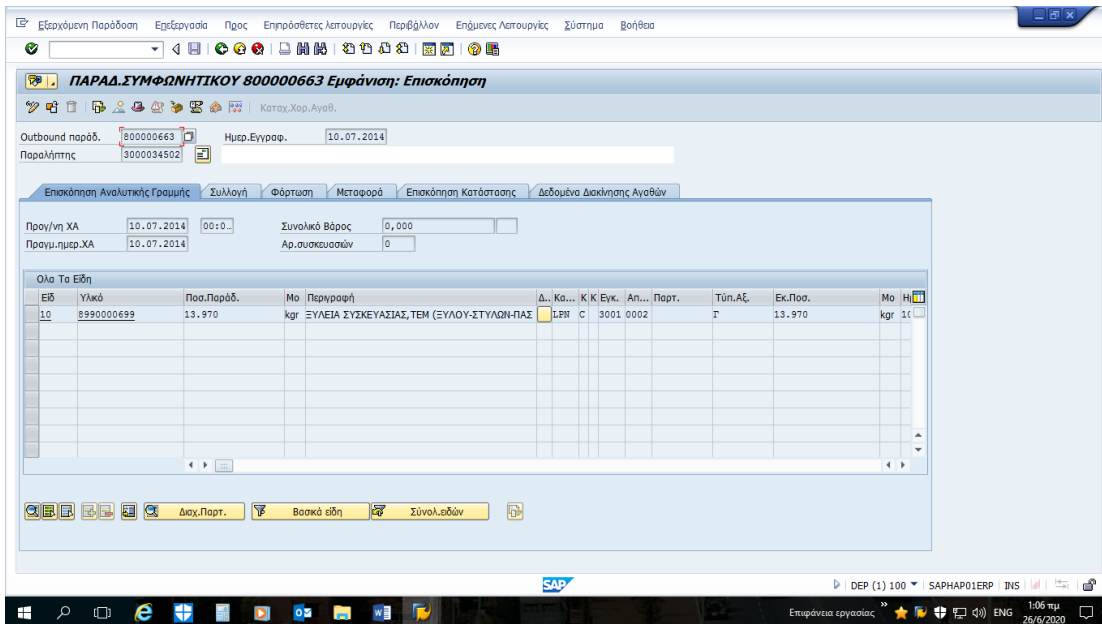 Εξερχόμενη Παράδοση Επεξεργασία Προς Επιπρόσθετες λειτουργίες Περιβάλλον Επόμενες Λειτουργίες Σύστημα Βοήθεια
ΠΑΡΑΔ.ΣΥΜΦΩΝΗΤΙΚΟΥ 800000663 Εμφάνιση: Επισκόπηση
Καταχ.Χορ.Αγαθ.
Outbound παράδ. 800000663 Ημερ.Εγγραφ. 10.07.2014
Παραλήπτης 3000034502
Επισκόπηση Αναλυτικής Γραμμής Συλλογή Φόρτωση Μεταφορά Επισκόπηση Κατάστασης Δεδομένα Διακίνησης Αγαθών
Προγ/νη ΧΑ 10.07.2014 00:0.. Συνολικό Βάρος 0,000
Πραγμ.ημερ.ΧΑ 10.07.2014 Αρ.συσκευασιών 0
Ολα Τα Είδη
Είδ Υλικό Ποσ.Παράδ. Μο Περιγραφή Δ.. Κα... Κ Κ Εγκ. Απ... Παρτ. Τύπ.Αξ. Εκ.Ποσ. Μο Ημ
10 8990000699 13.970 kgr ΞΥΛΕΙΑ ΣΥΣΚΕΥΑΣΙΑΣ,ΤΕΜ (ΞΥΛΟΥ-ΣΤΥΛΩΝ-ΠΑΣ LPN C 3001 0002 Γ 13.970 kgr 10
Διαχ.Παρτ. Βασικά είδη Σύνολ.ειδών
SAP DEP (1) 100 SAPHAP01ERP INS
Επιφάνεια εργασίας ENG 1:06 πμ
26/6/2020